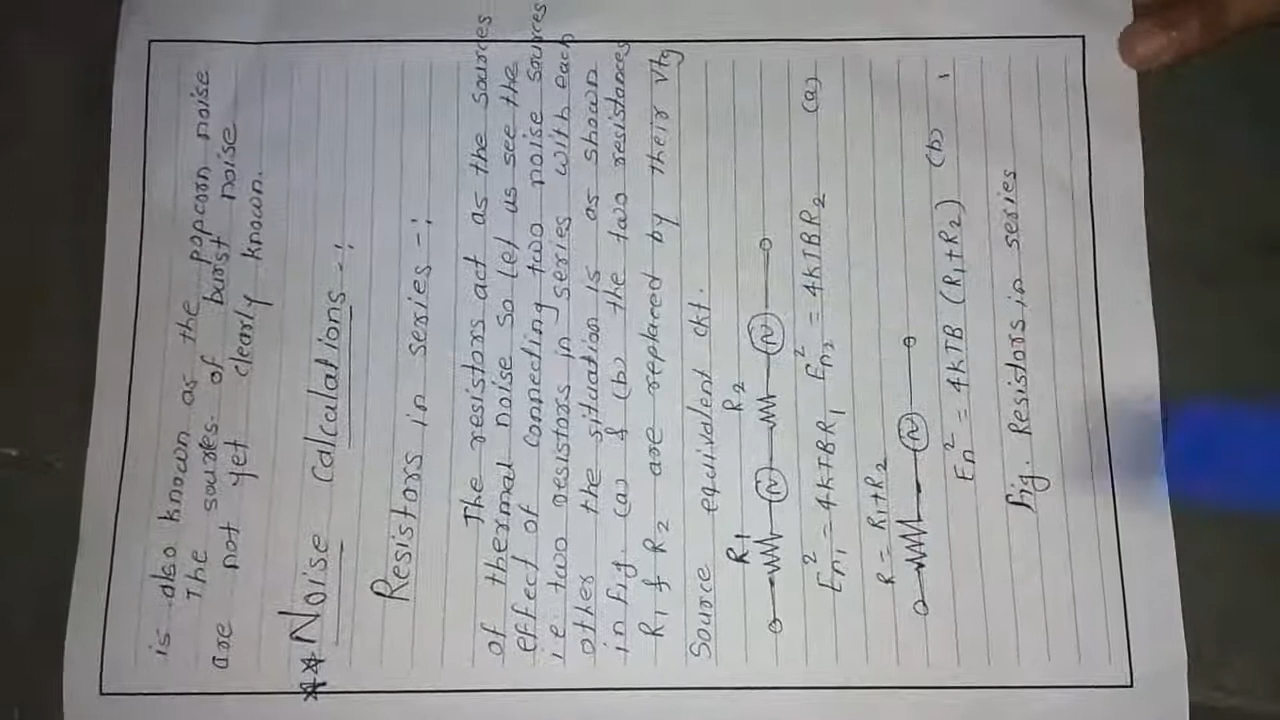 is also known as the popcorn noise
The sources of burst noise
are not yet clearly known.
** Noise Calculations -:
Resistors in series -:
The resistors act as the sources
of thermal noise so let us see the
effect of connecting two noise sources
i.e two resistors in series with each
other the situation is as shown
in fig. (a) & (b) the two resistances
R1 & R2 are replaced by their vtg
Source equivalent ckt.
R1 R2
En1² = 4KTBR1 En2² = 4KTBR2 (a)
R = R1+R2
En² = 4KTB (R1+R2) (b)
fig. Resistors in series